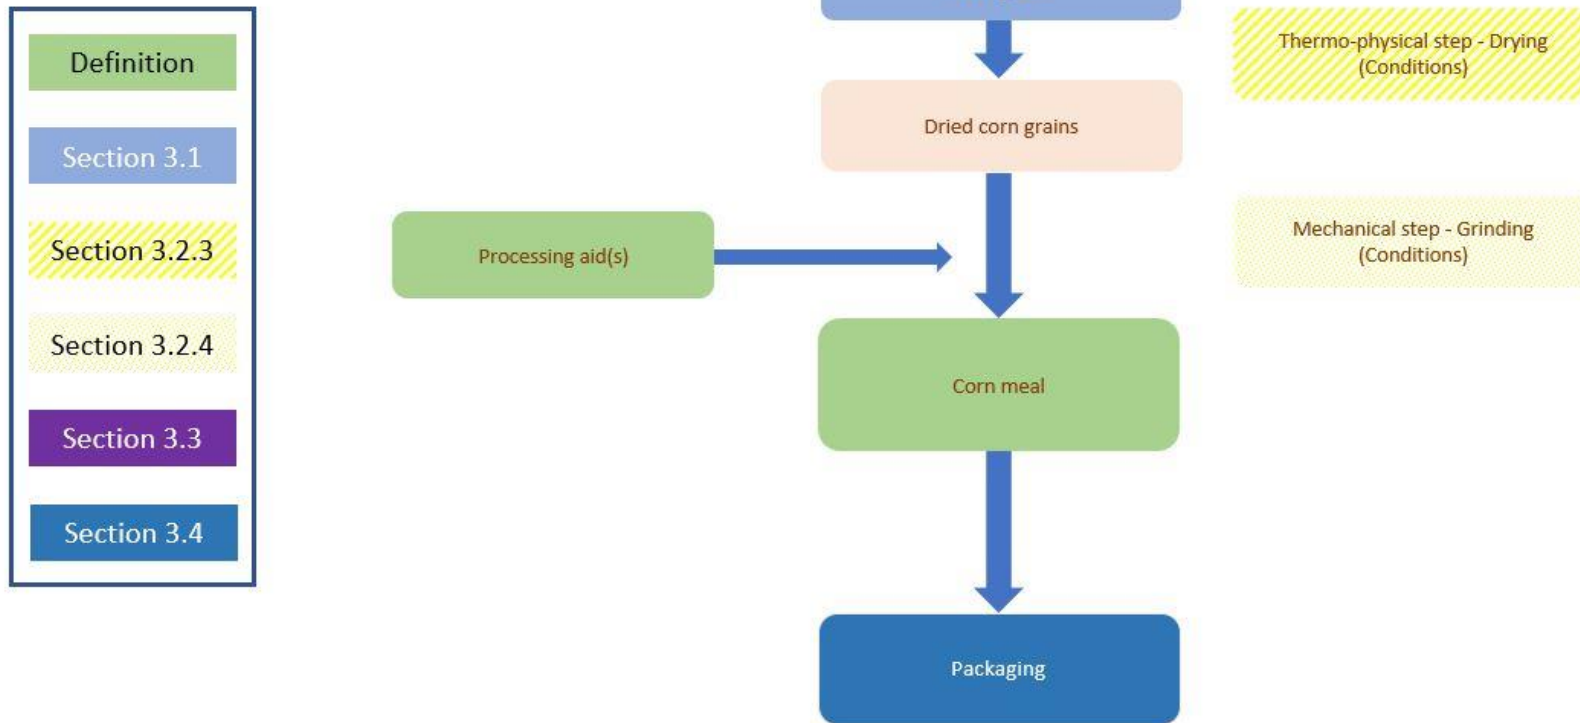 Definition
Section 3.1
Section 3.2.3
Section 3.2.4
Section 3.3
Section 3.4
Thermo-physical step - Drying
(Conditions)
Dried corn grains
Mechanical step - Grinding
(Conditions)
Processing aid(s)
Corn meal
Packaging